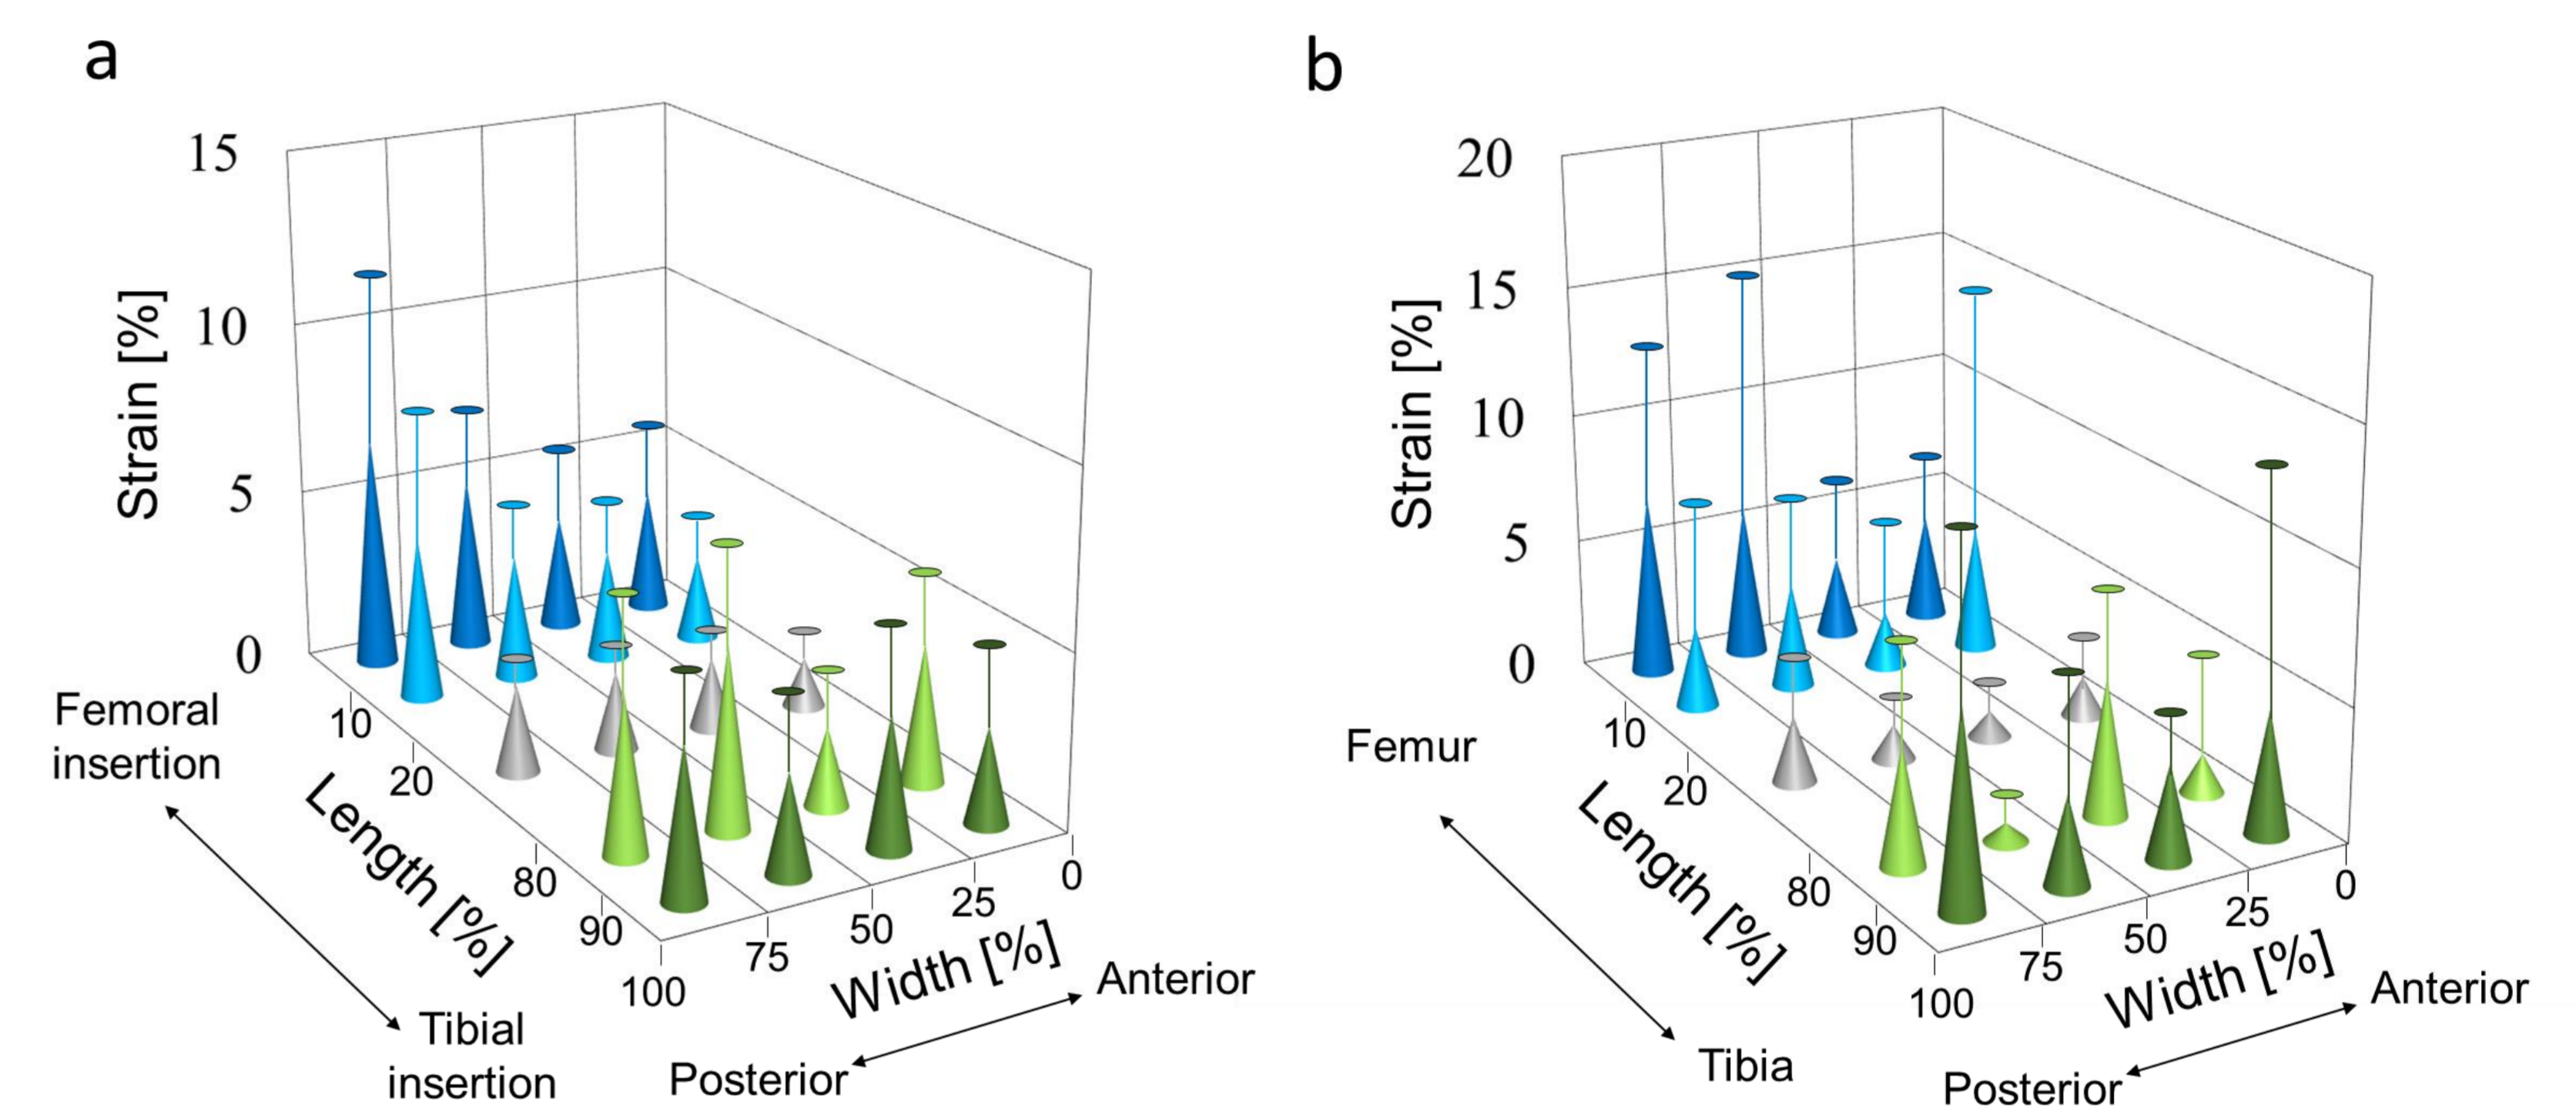 a
15
10
5
0
Strain [%]
Femoral
insertion
10
20
80
90
100
Length [%]
Tibial
insertion
75
50
25
0
Width [%]
Anterior
Posterior
b
20
15
10
5
0
Strain [%]
Femur
10
20
80
90
100
Length [%]
Tibia
75
50
25
0
Width [%]
Anterior
Posterior